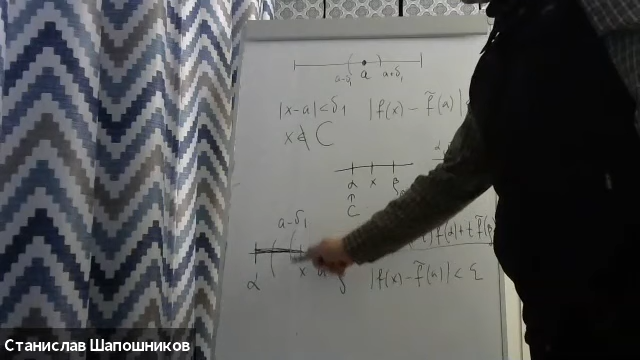 a-δ₁ a a+δ₁
|x-a|<δ₁ |f(x)-f̃(a)|
x∉C
α x β
↑
C
a-δ₁
f(α)+t f̃(β)
α x
|f(x)-f̃(a)|<ε
Станислав Шапошников